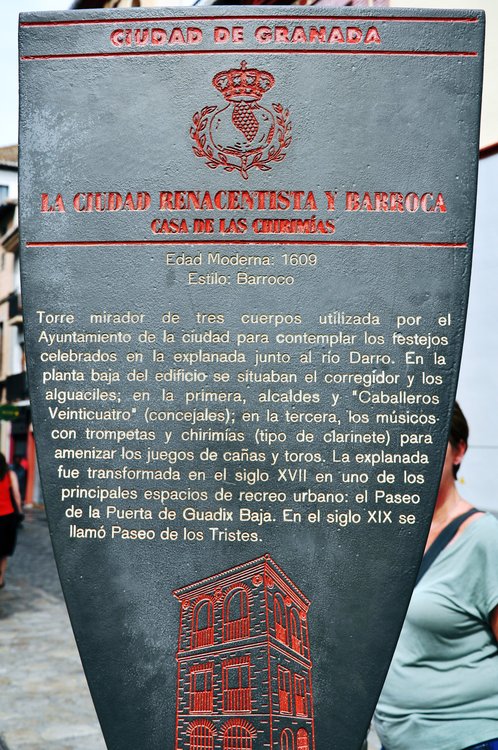 CIUDAD DE GRANADA
LA CIUDAD RENACENTISTA Y BARROCA
CASA DE LAS CHIRIMÍAS
Edad Moderna: 1609
Estilo: Barroco
Torre mirador de tres cuerpos utilizada por el
Ayuntamiento de la ciudad para contemplar los festejos
celebrados en la explanada junto al río Darro. En la
planta baja del edificio se situaban el corregidor y los
alguaciles; en la primera, alcaldes y "Caballeros
Veinticuatro" (concejales); en la tercera, los músicos
con trompetas y chirimías (tipo de clarinete) para
amenizar los juegos de cañas y toros. La explanada
fue transformada en el siglo XVII en uno de los
principales espacios de recreo urbano: el Paseo
de la Puerta de Guadix Baja. En el siglo XIX se
llamó Paseo de los Tristes.